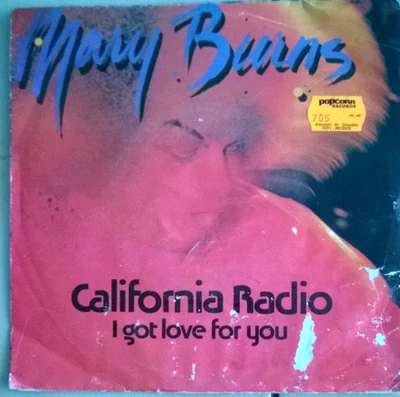 Mary Burns
popcorn
RECORDS
705
California Radio
I got love for you